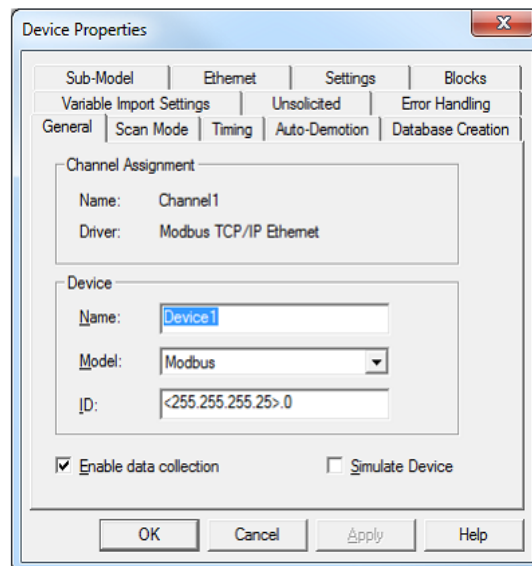 Device Properties
Sub-Model Ethernet Settings Blocks
Variable Import Settings Unsolicited Error Handling
General Scan Mode Timing Auto-Demotion Database Creation
Channel Assignment
Name: Channel1
Driver: Modbus TCP/IP Ethernet
Device
Name: Device1
Model: Modbus
ID: <255.255.255.25>.0
Enable data collection Simulate Device
OK Cancel Apply Help